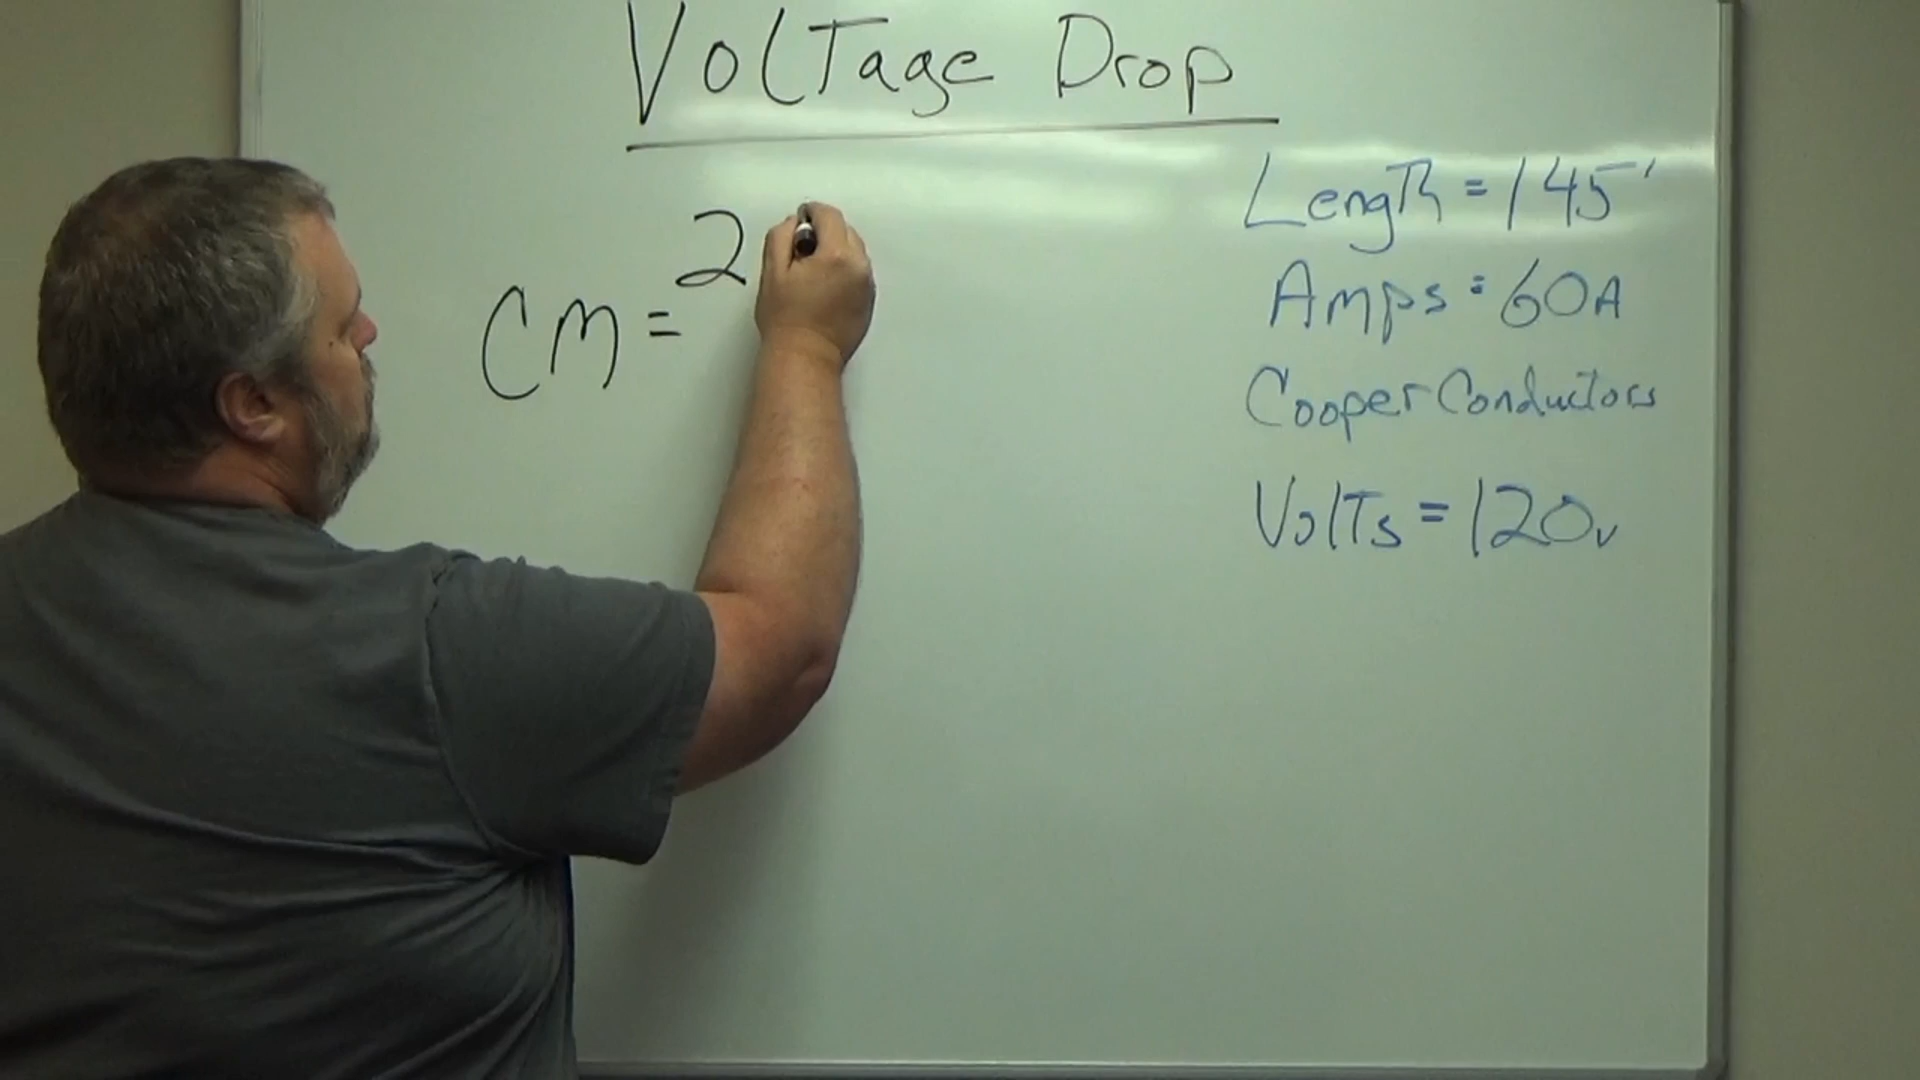 Voltage Drop
Length = 145'
Amps = 60A
Cooper Conductors
Volts = 120v
CM = 2